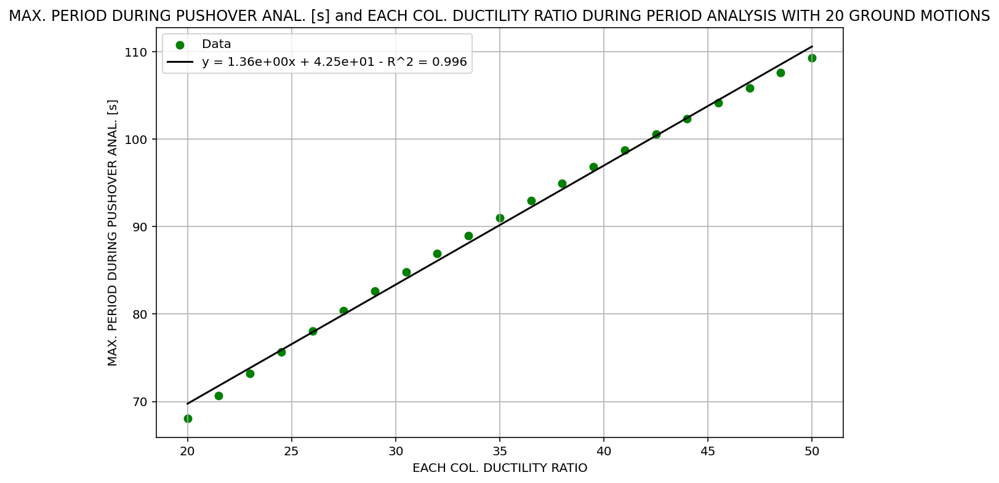 MAX. PERIOD DURING PUSHOVER ANAL. [s] and EACH COL. DUCTILITY RATIO DURING PERIOD ANALYSIS WITH 20 GROUND MOTIONS
Data
y = 1.36e+00x + 4.25e+01 - R^2 = 0.996
MAX. PERIOD DURING PUSHOVER ANAL. [s]
110
100
90
80
70
20 25 30 35 40 45 50
EACH COL. DUCTILITY RATIO